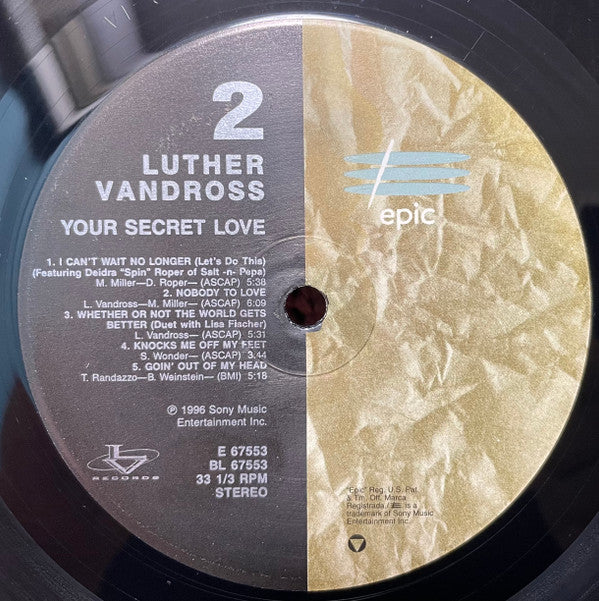 2
LUTHER
VANDROSS
YOUR SECRET LOVE
1. I CAN'T WAIT NO LONGER (Let's Do This)
(Featuring Deidra "Spin" Roper of Salt -n- Pepa)
M. Miller—D. Roper— (ASCAP) 5:38
2. NOBODY TO LOVE
L. Vandross—M. Miller— (ASCAP) 6:09
3. WHETHER OR NOT THE WORLD GETS
BETTER (Duet with Lisa Fischer)
L. Vandross— (ASCAP) 5:31
4. KNOCKS ME OFF MY FEET
S. Wonder— (ASCAP) 3:44
5. GOIN' OUT OF MY HEAD
T. Randazzo—B. Weinstein— (BMI) 5:18
℗ 1996 Sony Music
Entertainment Inc.
LV
RECORDS
E 67553
BL 67553
33 1/3 RPM
STEREO
epic
"Epic" Reg. U.S. Pat.
& Tm. Off. Marca
Registrada./ E is a
trademark of Sony Music
Entertainment Inc.